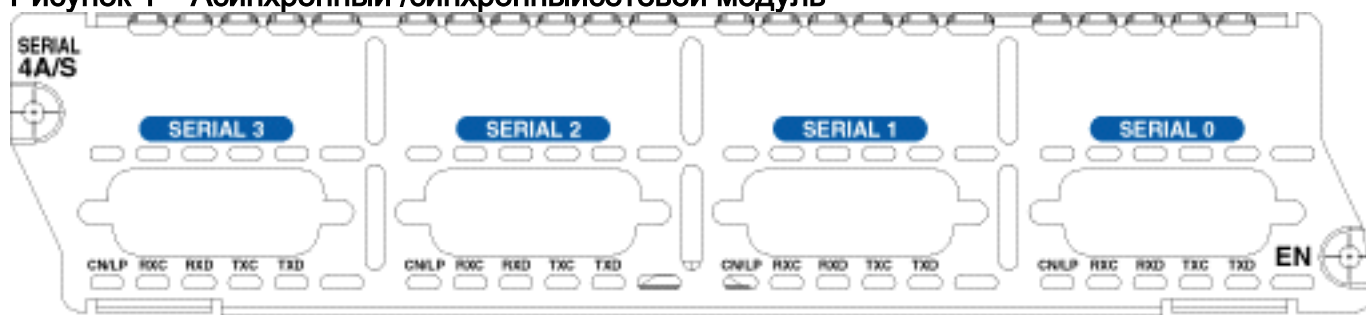 Рисунок 1 – Асинхронный /синхронныйсетевой модуль
SERIAL
4A/S
SERIAL 3 SERIAL 2 SERIAL 1 SERIAL 0
CN/LP RXC RXD TXC TXD CN/LP RXC RXD TXC TXD CN/LP RXC RXD TXC TXD CN/LP RXC RXD TXC TXD EN